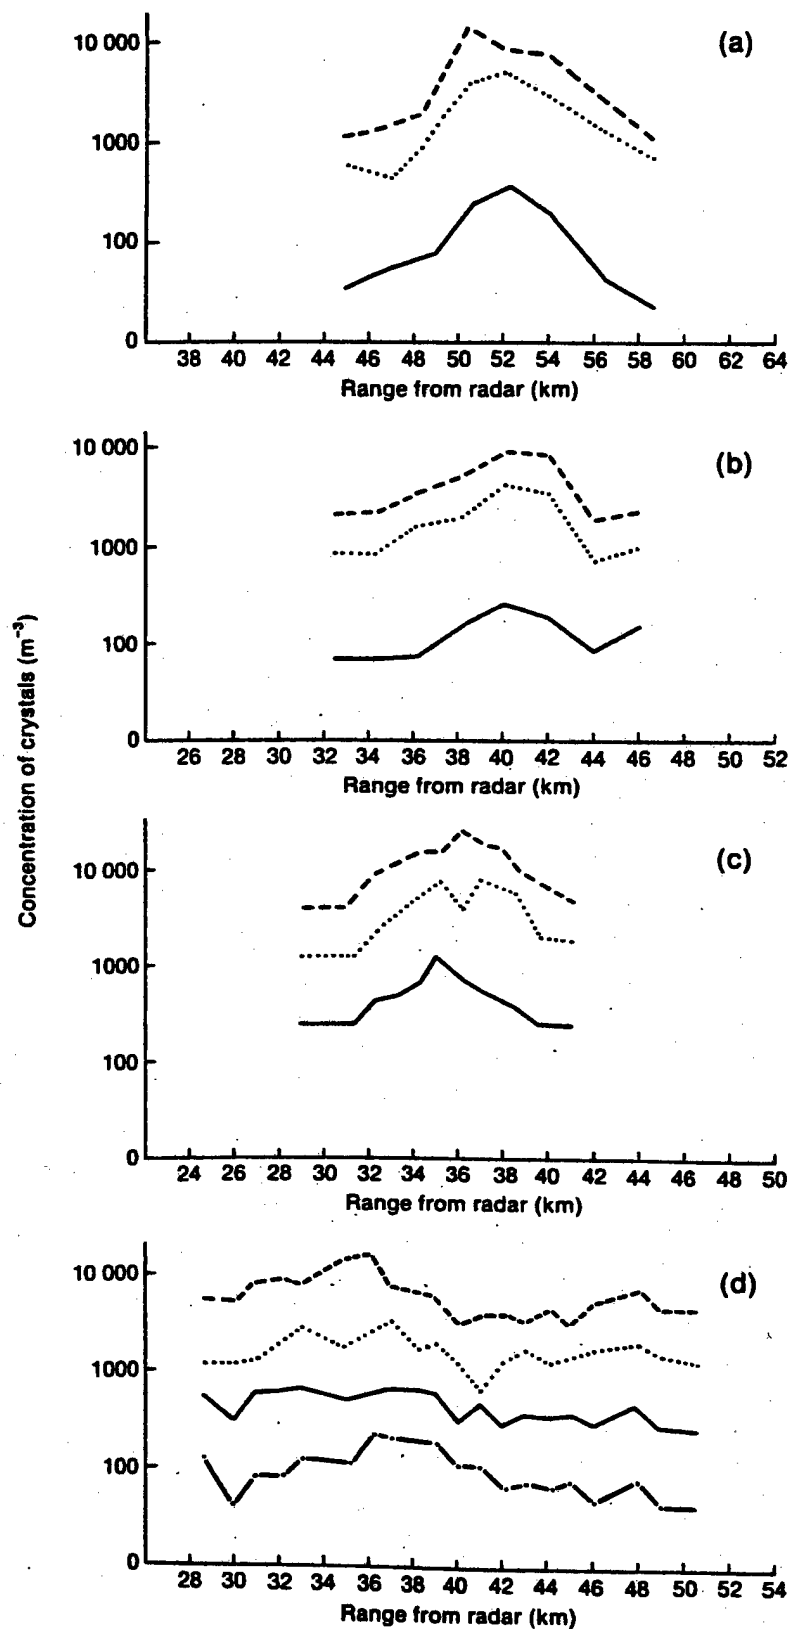 (a)
10 000
1000
100
0
38 40 42 44 46 48 50 52 54 56 58 60 62 64
Range from radar (km)
(b)
10 000
1000
100
0
26 28 30 32 34 36 38 40 42 44 46 48 50 52
Range from radar (km)
Concentration of crystals (m⁻³)
(c)
10 000
1000
100
0
24 26 28 30 32 34 36 38 40 42 44 46 48 50
Range from radar (km)
(d)
10 000
1000
100
0
28 30 32 34 36 38 40 42 44 46 48 50 52 54
Range from radar (km)